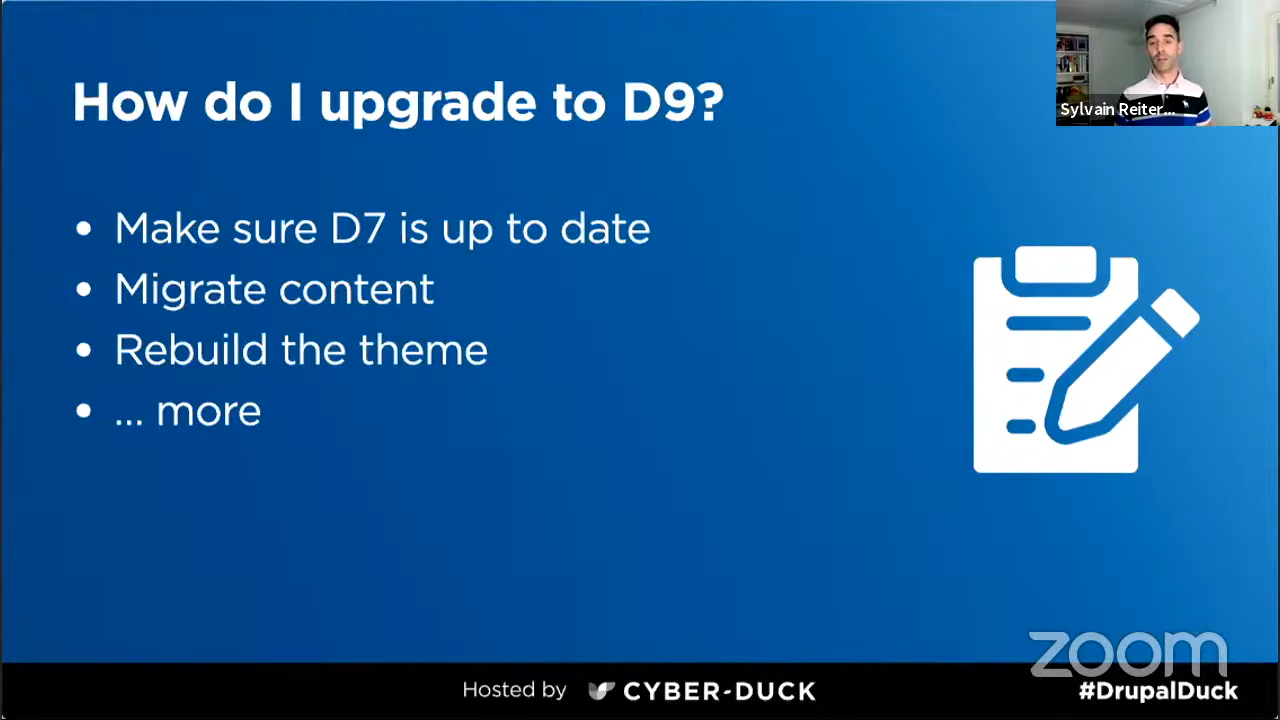 How do I upgrade to D9?
Sylvain Reiter...
• Make sure D7 is up to date
• Migrate content
• Rebuild the theme
• ... more
zoom
Hosted by CYBER-DUCK
#DrupalDuck